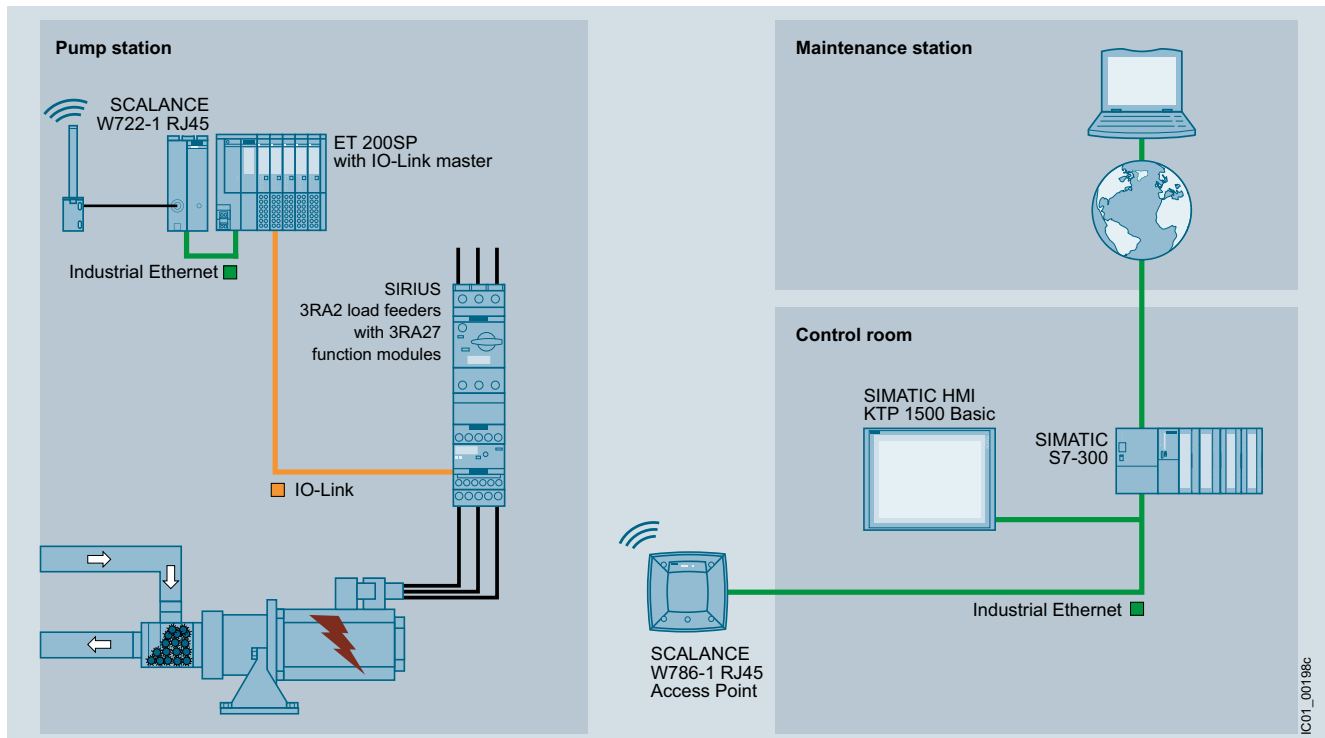 Pump station
SCALANCE
W722-1 RJ45
ET 200SP
with IO-Link master
Industrial Ethernet
SIRIUS
3RA2 load feeders
with 3RA27
function modules
IO-Link
Maintenance station
Control room
SIMATIC HMI
KTP 1500 Basic
SIMATIC
S7-300
Industrial Ethernet
SCALANCE
W786-1 RJ45
Access Point
IC01_00198c